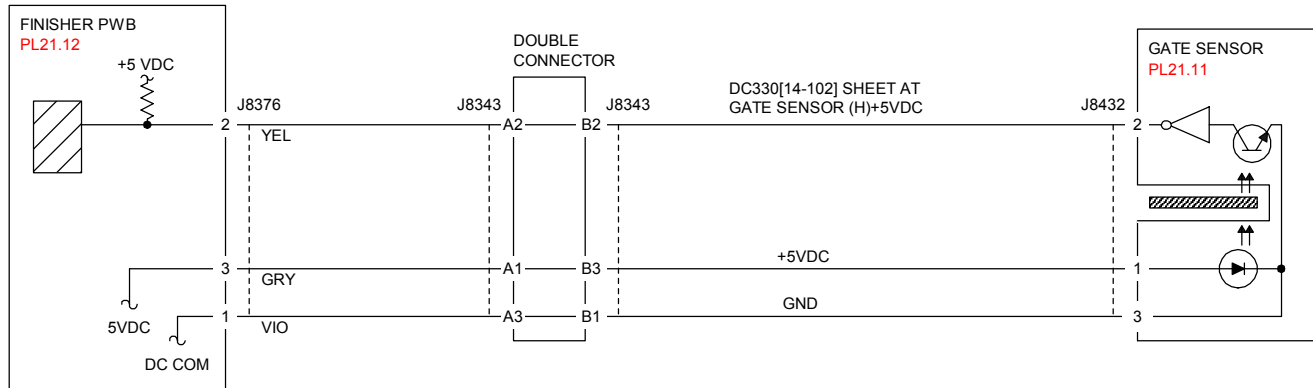 FINISHER PWB
PL21.12
+5 VDC
J8376
2
YEL
3
GRY
5VDC
1
VIO
DC COM
DOUBLE
CONNECTOR
J8343
J8343
A2
B2
A1
B3
A3
B1
DC330[14-102] SHEET AT
GATE SENSOR (H)+5VDC
+5VDC
GND
J8432
GATE SENSOR
PL21.11
2
1
3